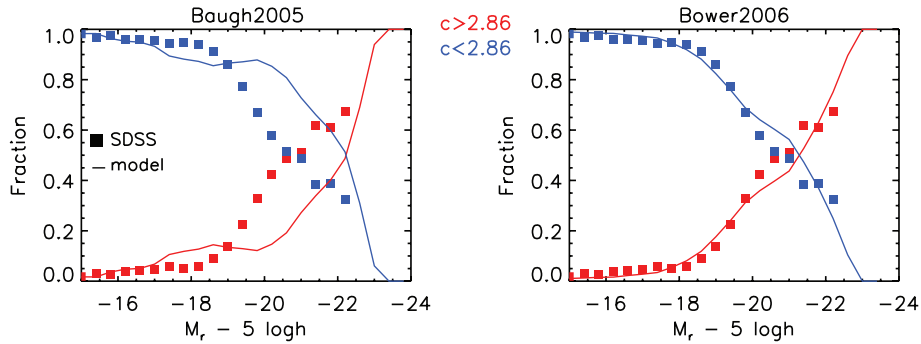 Baugh2005
c>2.86
c<2.86
Bower2006
1.0
0.8
0.6
0.4
0.2
0.0
Fraction
SDSS
model
−16 −18 −20 −22 −24
M_r − 5 logh
1.0
0.8
0.6
0.4
0.2
0.0
Fraction
−16 −18 −20 −22 −24
M_r − 5 logh